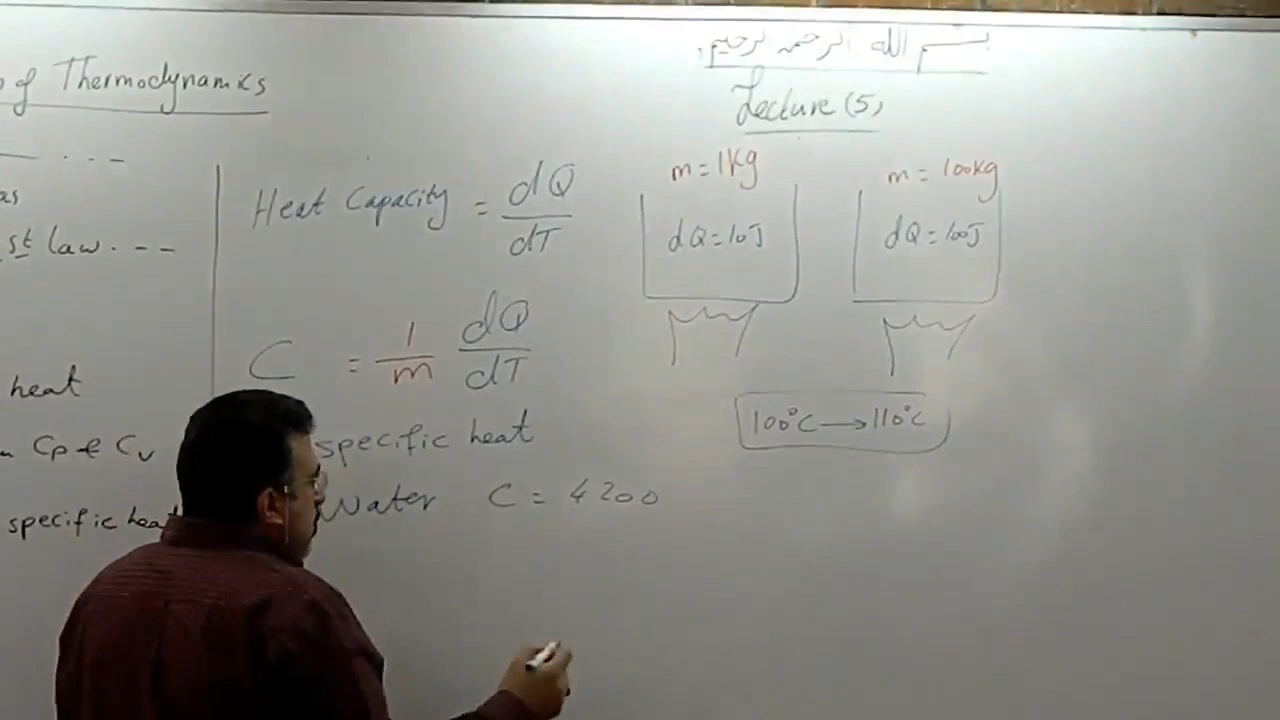 بسم الله الرحمن الرحيم
Lecture (5)
of Thermodynamics
--- . - -
as
st law. - - -
heat
Cp & Cv
specific heat
Heat Capacity = dQ/dT
C = 1/m dQ/dT
specific heat
Water C = 4200
m = 1kg
dQ = 10J
m = 100kg
dQ = 100J
100°C → 110°C